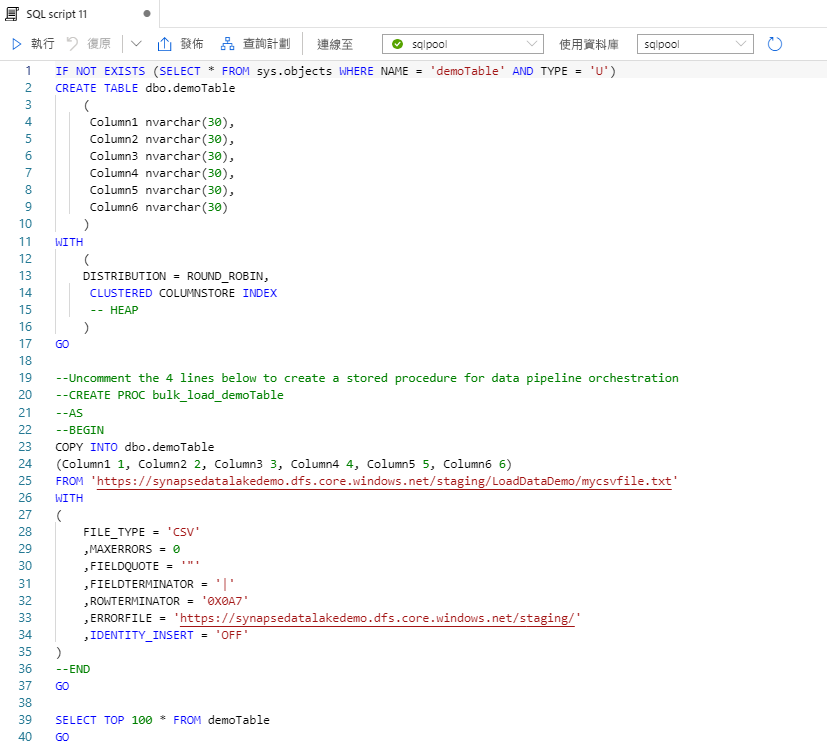 SQL script 11
執行 復原 發佈 查詢計劃 連線至 sqlpool 使用資料庫 sqlpool
1 IF NOT EXISTS (SELECT * FROM sys.objects WHERE NAME = 'demoTable' AND TYPE = 'U')
2 CREATE TABLE dbo.demoTable
3 (
4 Column1 nvarchar(30),
5 Column2 nvarchar(30),
6 Column3 nvarchar(30),
7 Column4 nvarchar(30),
8 Column5 nvarchar(30),
9 Column6 nvarchar(30)
10 )
11 WITH
12 (
13 DISTRIBUTION = ROUND_ROBIN,
14 CLUSTERED COLUMNSTORE INDEX
15 -- HEAP
16 )
17 GO
18
19 --Uncomment the 4 lines below to create a stored procedure for data pipeline orchestration
20 --CREATE PROC bulk_load_demoTable
21 --AS
22 --BEGIN
23 COPY INTO dbo.demoTable
24 (Column1 1, Column2 2, Column3 3, Column4 4, Column5 5, Column6 6)
25 FROM 'https://synapsedatalakedemo.dfs.core.windows.net/staging/LoadDataDemo/mycsvfile.txt'
26 WITH
27 (
28 FILE_TYPE = 'CSV'
29 ,MAXERRORS = 0
30 ,FIELDQUOTE = '"'
31 ,FIELDTERMINATOR = '|'
32 ,ROWTERMINATOR = '0X0A7'
33 ,ERRORFILE = 'https://synapsedatalakedemo.dfs.core.windows.net/staging/'
34 ,IDENTITY_INSERT = 'OFF'
35 )
36 --END
37 GO
38
39 SELECT TOP 100 * FROM demoTable
40 GO